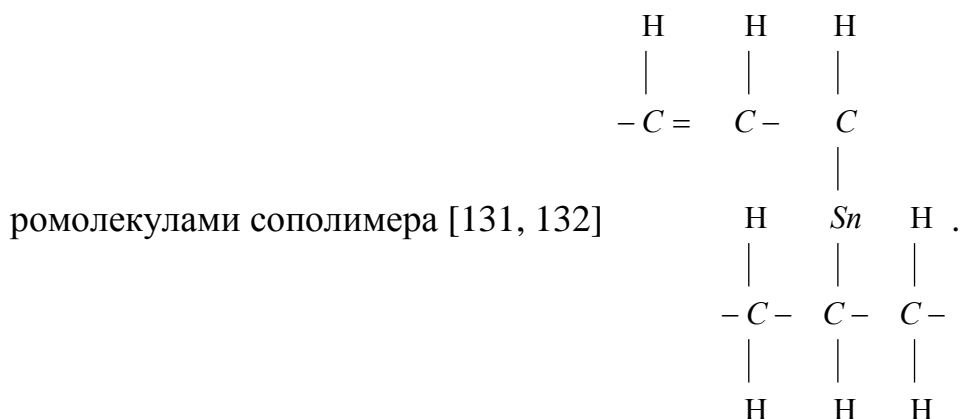 H H H
| | |
– C = C – C
|
ромолекулами сополимера [131, 132] H Sn H .
| | |
– C – C – C –
| | |
H H H